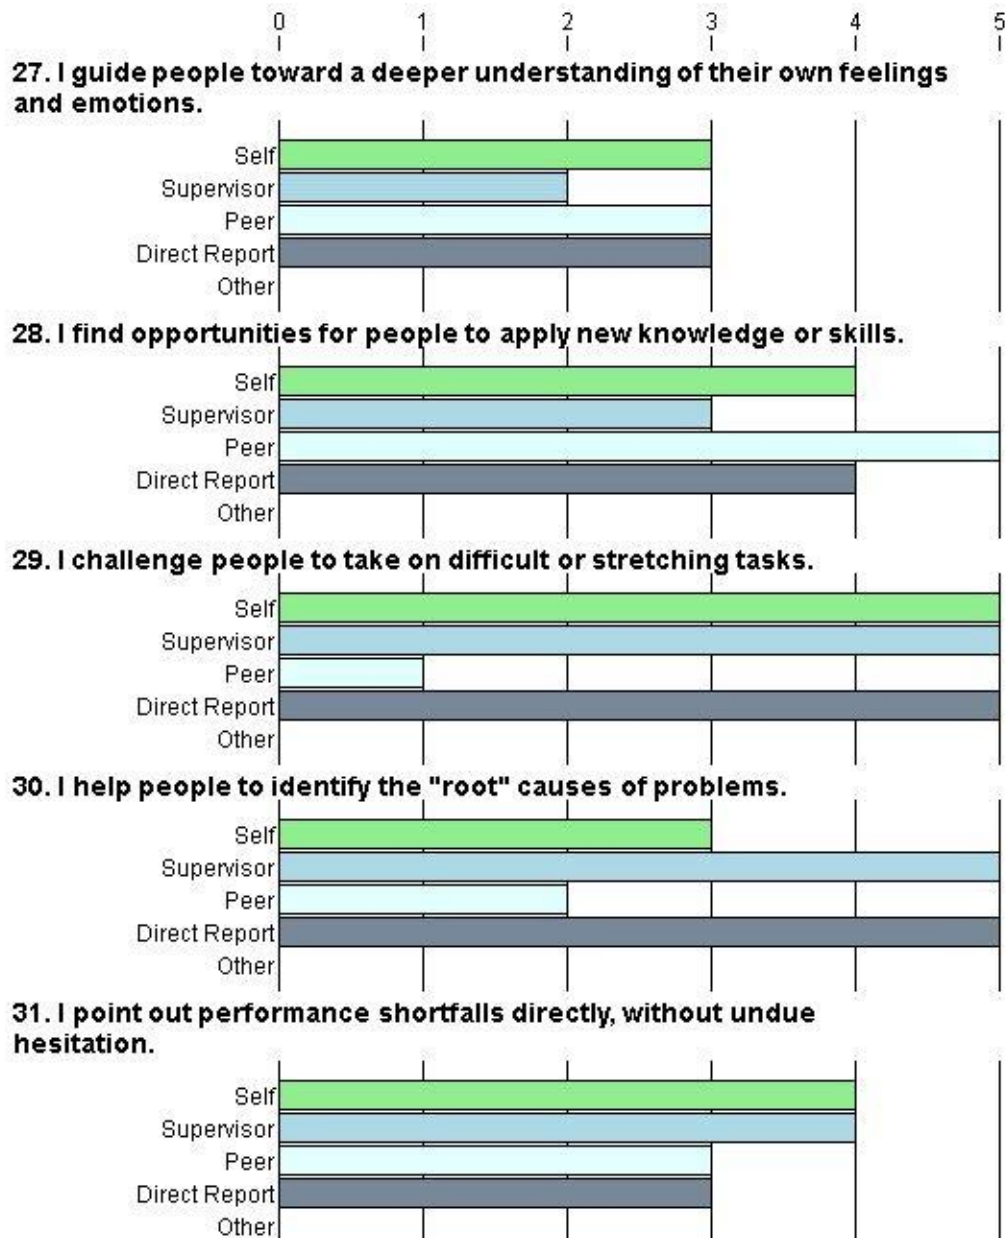 0 1 2 3 4 5
27. I guide people toward a deeper understanding of their own feelings
and emotions.
Self
Supervisor
Peer
Direct Report
Other
28. I find opportunities for people to apply new knowledge or skills.
Self
Supervisor
Peer
Direct Report
Other
29. I challenge people to take on difficult or stretching tasks.
Self
Supervisor
Peer
Direct Report
Other
30. I help people to identify the "root" causes of problems.
Self
Supervisor
Peer
Direct Report
Other
31. I point out performance shortfalls directly, without undue
hesitation.
Self
Supervisor
Peer
Direct Report
Other